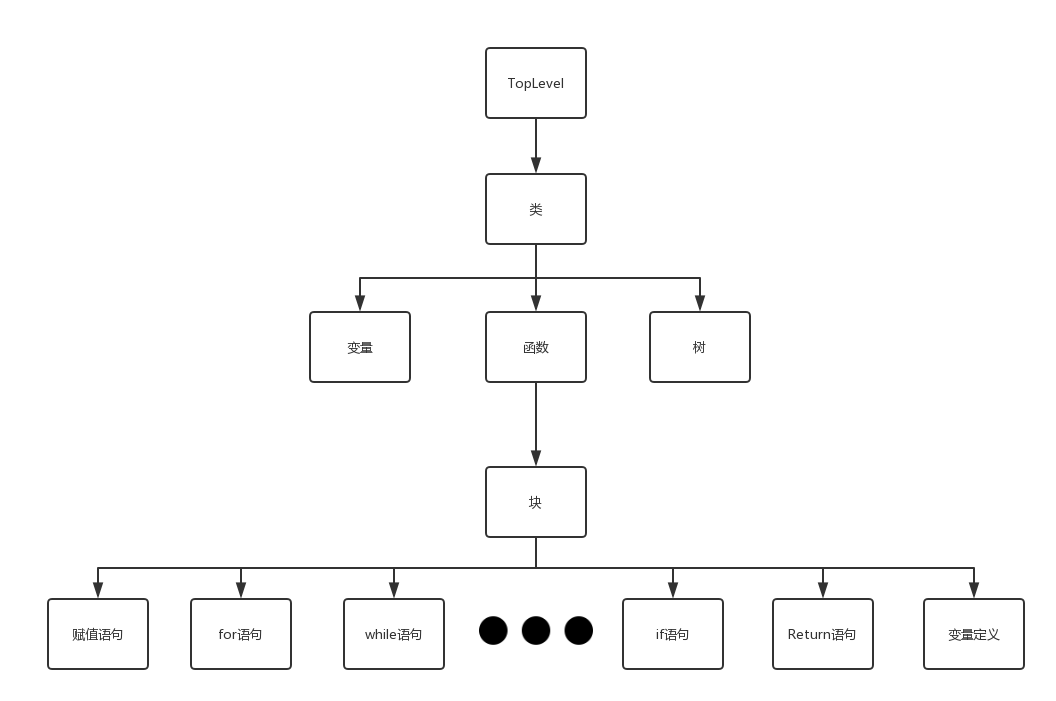 TopLevel
类
变量
函数
树
块
赋值语句
for语句
while语句
if语句
Return语句
变量定义